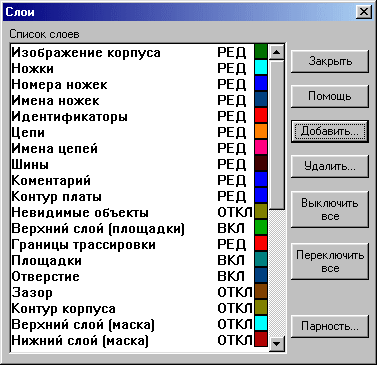 Слои
Список слоев
Изображение корпуса РЕД
Ножки РЕД
Номера ножек РЕД
Имена ножек РЕД
Идентификаторы РЕД
Цепи РЕД
Имена цепей РЕД
Шины РЕД
Коментарий РЕД
Контур платы РЕД
Невидимые объекты ОТКЛ
Верхний слой (площадки) ВКЛ
Границы трассировки РЕД
Площадки ВКЛ
Отверстие ВКЛ
Зазор ОТКЛ
Контур корпуса ОТКЛ
Верхний слой (маска) ОТКЛ
Нижний слой (маска) ОТКЛ
Закрыть
Помощь
Добавить...
Удалить...
Выключить
все
Переключить
все
Парность...